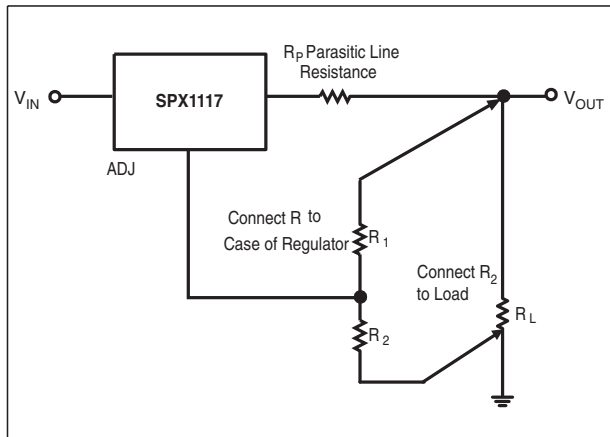 R_P Parasitic Line
Resistance
V_IN
SPX1117
V_OUT
ADJ
Connect R to
Case of Regulator
R_1
Connect R_2
to Load
R_2
R_L